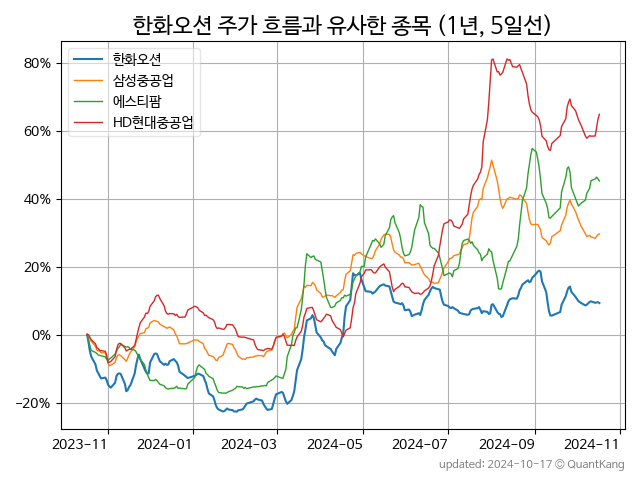 한화오션 주가 흐름과 유사한 종목 (1년, 5일선)
한화오션
삼성중공업
에스티팜
HD현대중공업
80%
60%
40%
20%
0%
−20%
2023-11
2024-01
2024-03
2024-05
2024-07
2024-09
2024-11
updated: 2024-10-17 © QuantKang